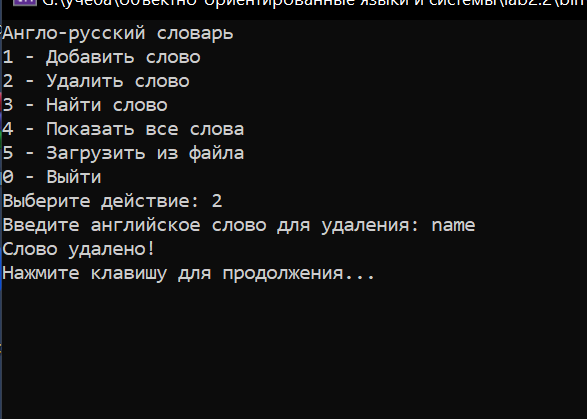 G:\учеба\Объектно-ориентированные языки и системы\lab2.2\bin
Англо-русский словарь
1 - Добавить слово
2 - Удалить слово
3 - Найти слово
4 - Показать все слова
5 - Загрузить из файла
0 - Выйти
Выберите действие: 2
Введите английское слово для удаления: name
Слово удалено!
Нажмите клавишу для продолжения...